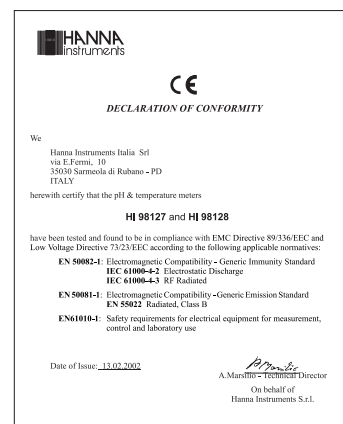 HANNA
instruments
CE
DECLARATION OF CONFORMITY
We
Hanna Instruments Italia Srl
via E.Fermi, 10
35030 Sarmeola di Rubano - PD
ITALY
herewith certify that the pH & temperature meters
HI 98127 and HI 98128
have been tested and found to be in compliance with EMC Directive 89/336/EEC and
Low Voltage Directive 73/23/EEC according to the following applicable normatives:
EN 50082-1: Electromagnetic Compatibility - Generic Immunity Standard
IEC 61000-4-2 Electrostatic Discharge
IEC 61000-4-3 RF Radiated
EN 50081-1: Electromagnetic Compatibility - Generic Emission Standard
EN 55022 Radiated, Class B
EN61010-1: Safety requirements for electrical equipment for measurement,
control and laboratory use
Date of Issue: 13.02.2002
A.Marsilio - Technical Director
On behalf of
Hanna Instruments S.r.l.